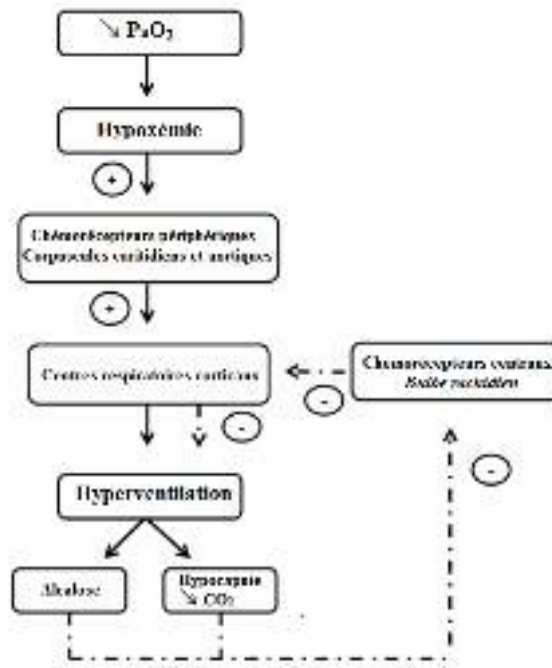 ↘ PaO₂
Hypoxémie
+
Chémorécepteurs périphériques
Corpuscules carotidiens et aortiques
+
Centres respiratoires corticaux
Chémorécepteurs centraux
Bulbe rachidien
-
-
-
Hyperventilation
Alcalose
Hypocapnie
↘ CO₂